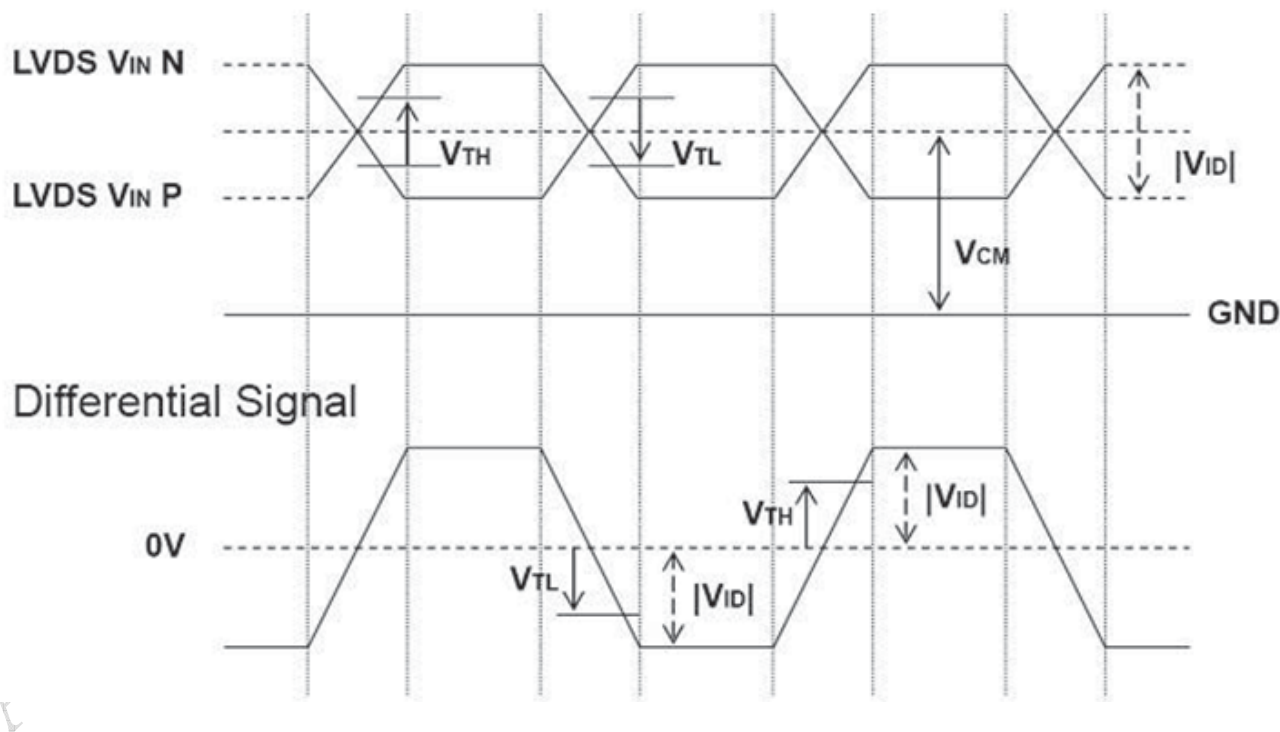 LVDS VIN N
VTH
VTL
|VID|
LVDS VIN P
VCM
GND
Differential Signal
|VID|
VTH
0V
VTL
|VID|